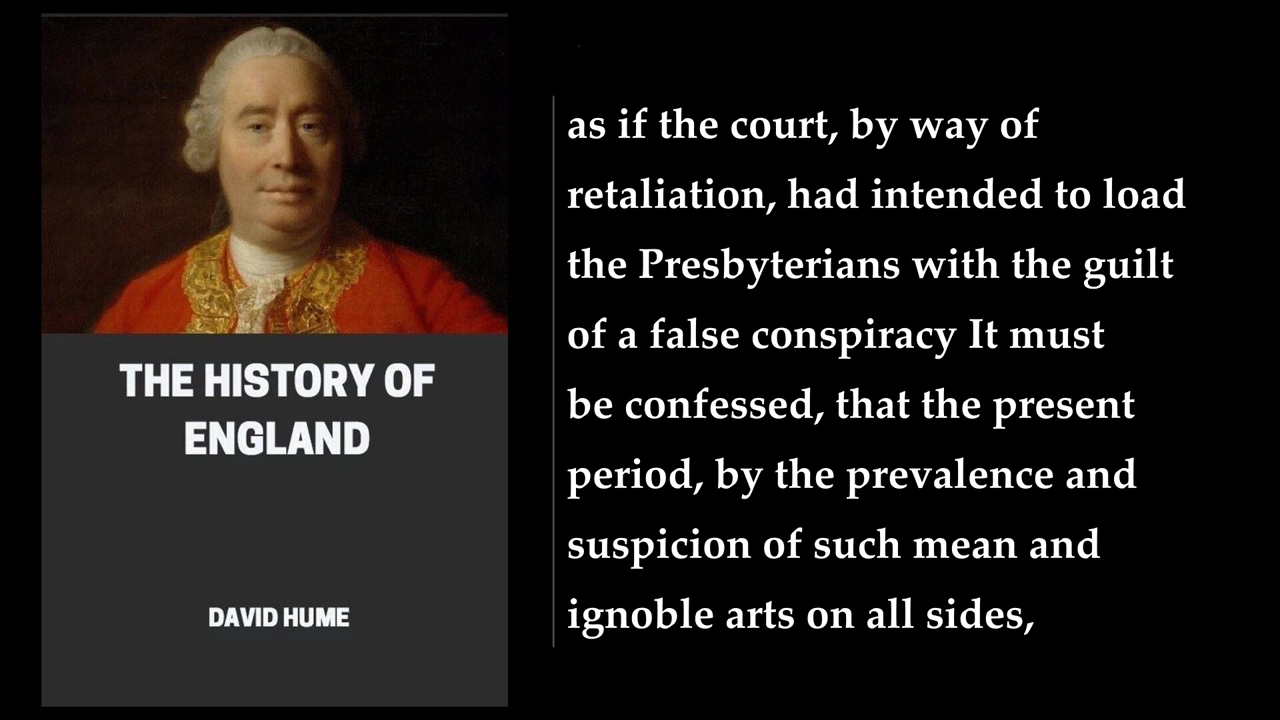 THE HISTORY OF
ENGLAND
DAVID HUME
as if the court, by way of
retaliation, had intended to load
the Presbyterians with the guilt
of a false conspiracy It must
be confessed, that the present
period, by the prevalence and
suspicion of such mean and
ignoble arts on all sides,